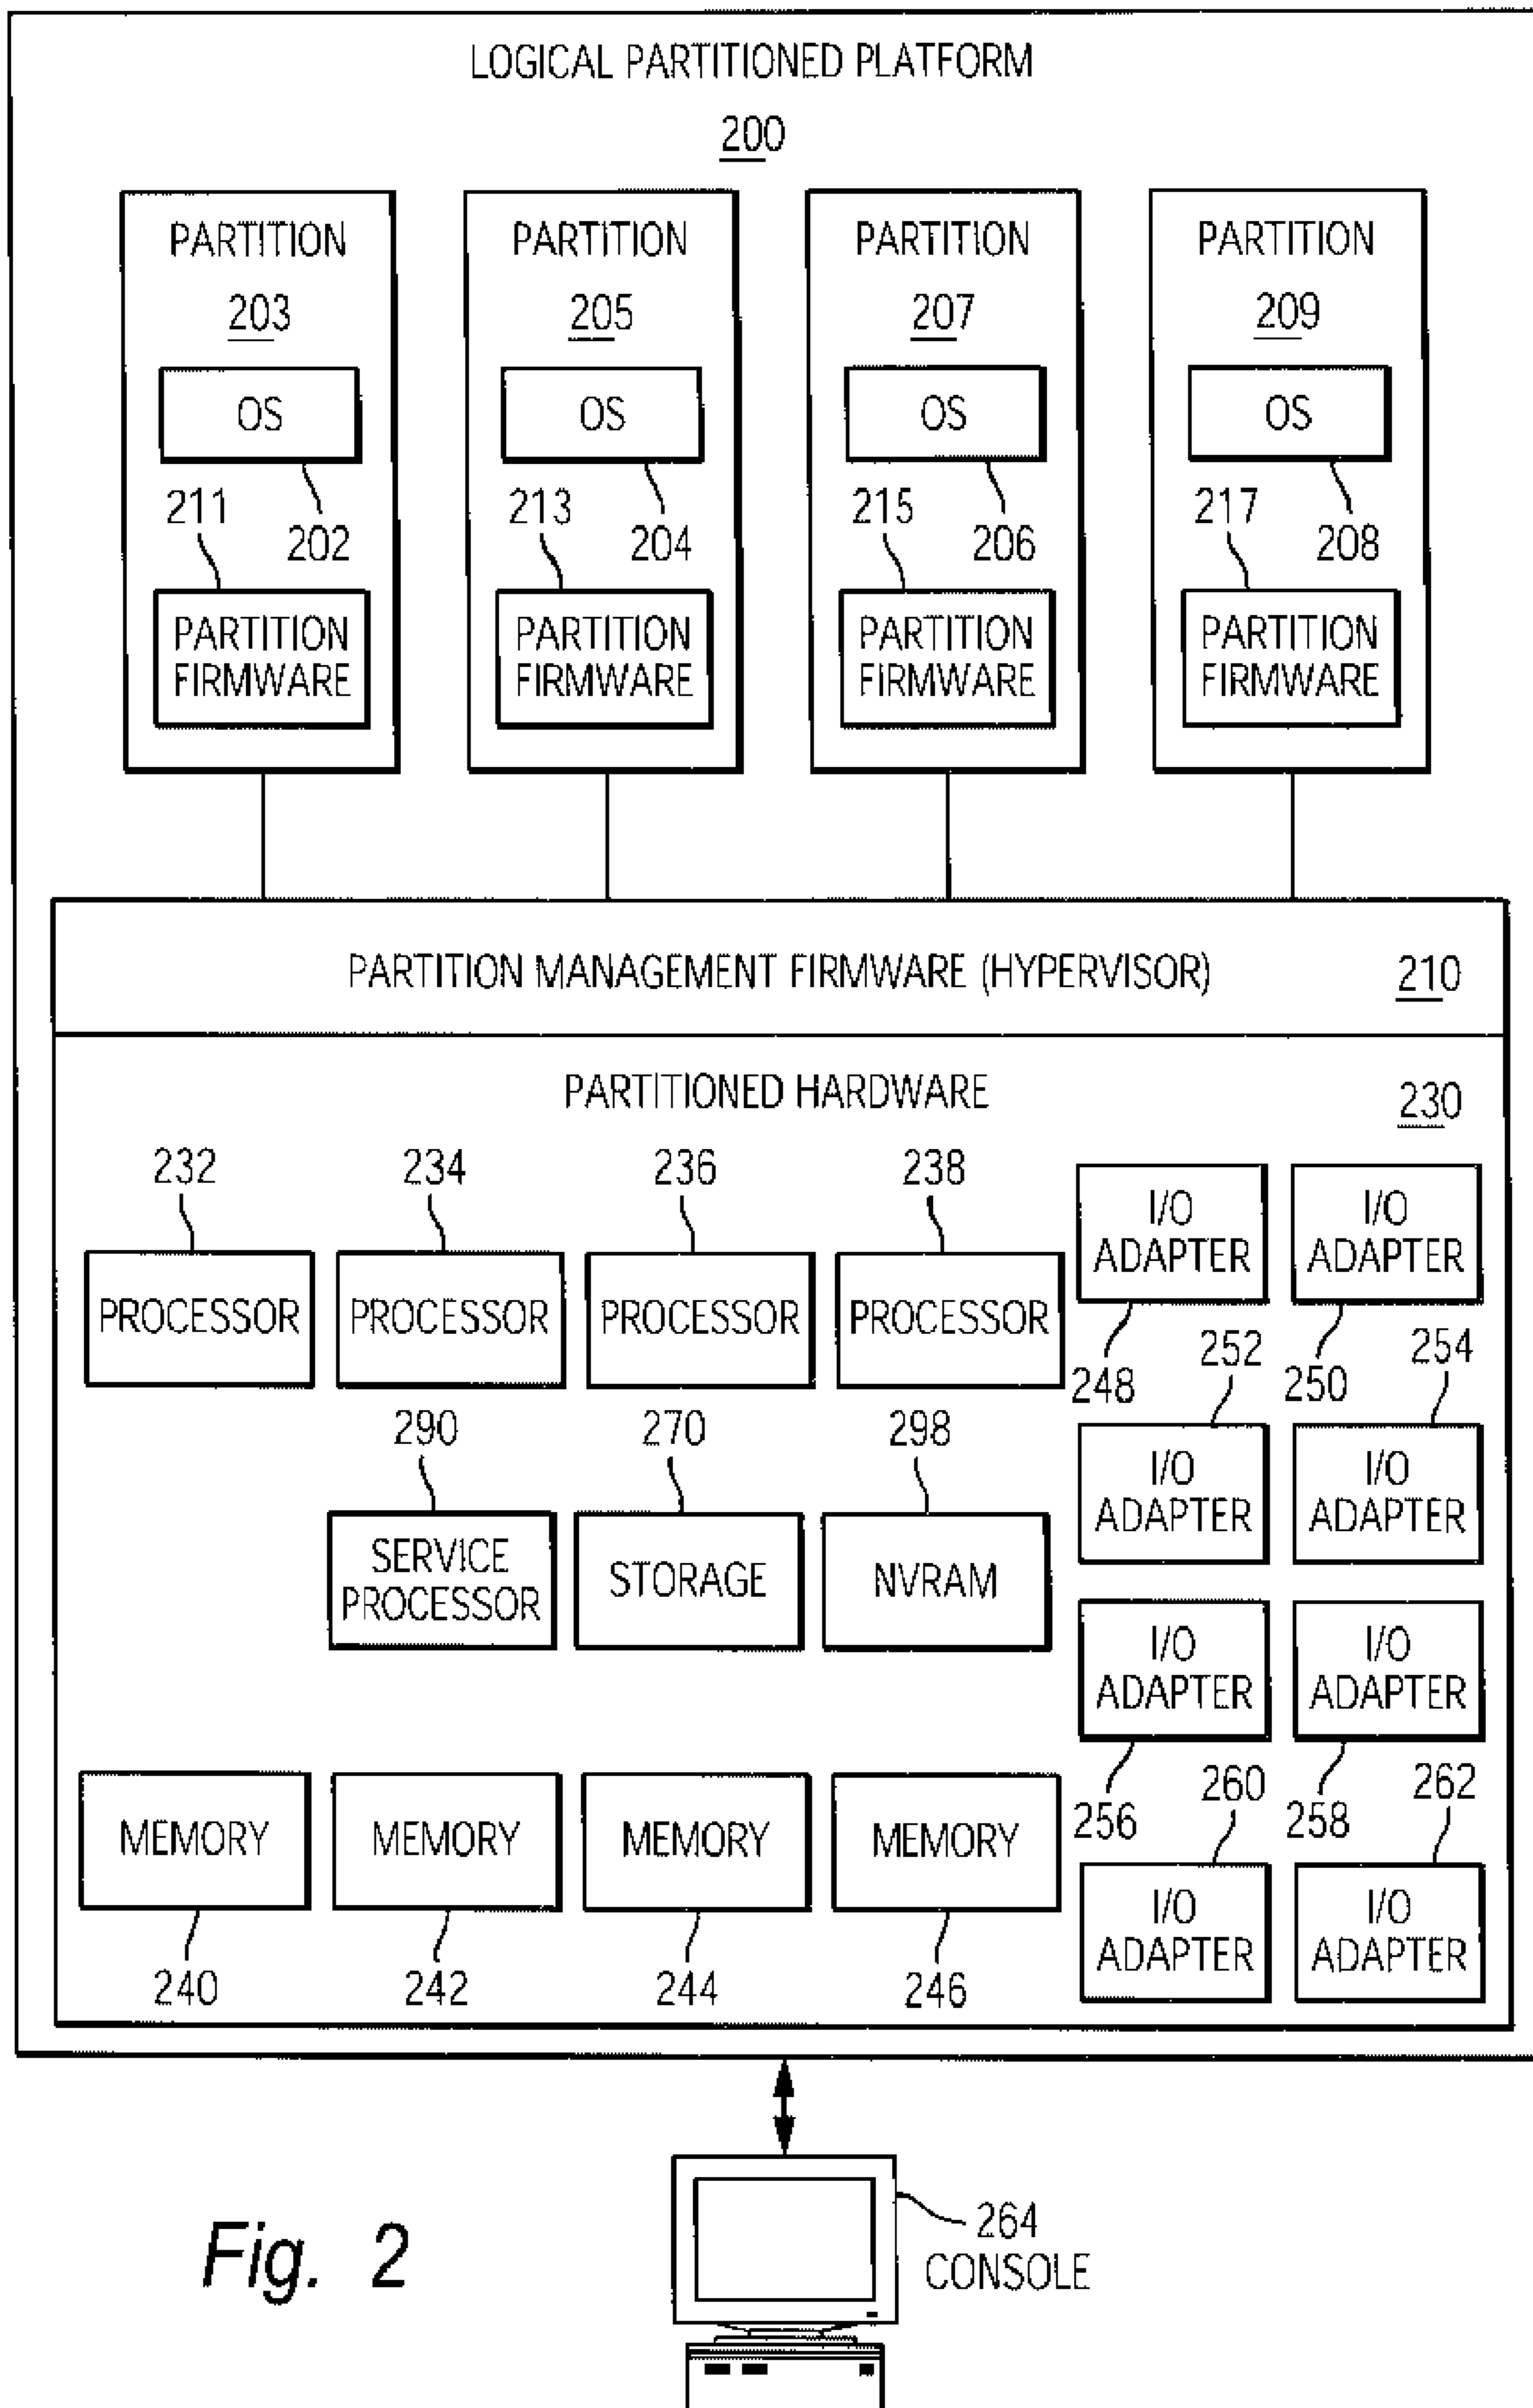 LOGICAL PARTITIONED PLATFORM
200
PARTITION
203
OS
202
211
PARTITION
FIRMWARE
PARTITION
205
OS
204
213
PARTITION
FIRMWARE
PARTITION
207
OS
206
215
PARTITION
FIRMWARE
PARTITION
209
OS
208
217
PARTITION
FIRMWARE
PARTITION MANAGEMENT FIRMWARE (HYPERVISOR)
210
PARTITIONED HARDWARE
230
232
PROCESSOR
234
PROCESSOR
236
PROCESSOR
238
PROCESSOR
I/O
ADAPTER
248
I/O
ADAPTER
250
290
SERVICE
PROCESSOR
270
STORAGE
298
NVRAM
252
I/O
ADAPTER
254
I/O
ADAPTER
I/O
ADAPTER
256
I/O
ADAPTER
258
MEMORY
240
MEMORY
242
MEMORY
244
MEMORY
246
260
I/O
ADAPTER
262
I/O
ADAPTER
264
CONSOLE
Fig. 2